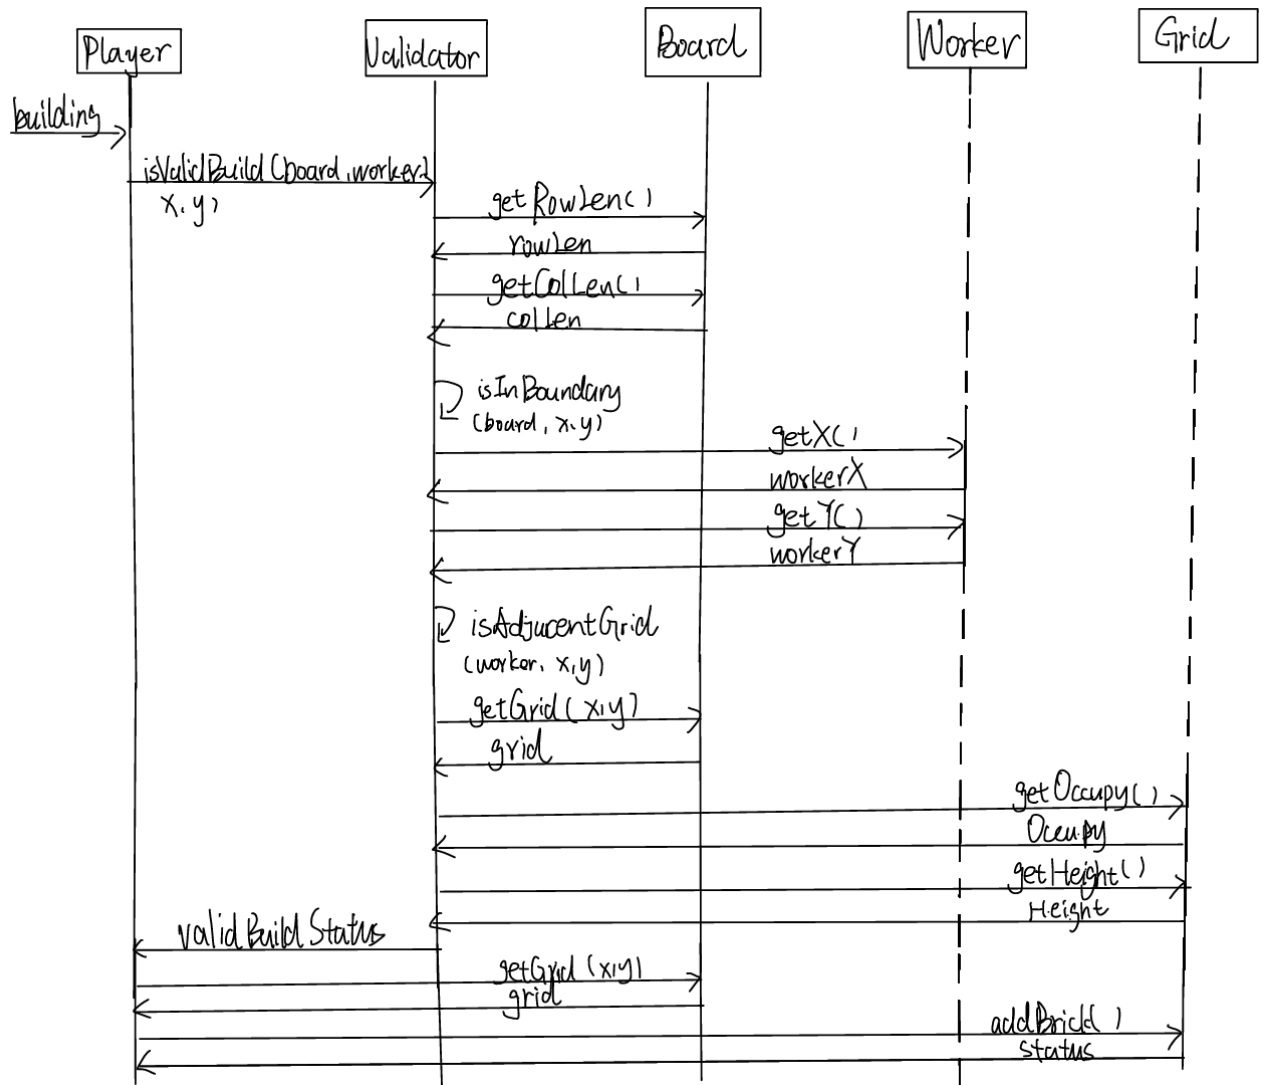 Player
Validator
Board
Worker
Grid
building
isValidBuild(board, worker,
x, y)
getRowLen()
rowLen
getColLen()
colLen
isInBoundary
(board, x, y)
getX()
workerX
getY()
workerY
isAdjucentGrid
(worker, x, y)
getGrid(x, y)
grid
getOccupy()
Occupy
getHeight()
Height
validBuildStatus
getGrid(x, y)
grid
addBrick()
status